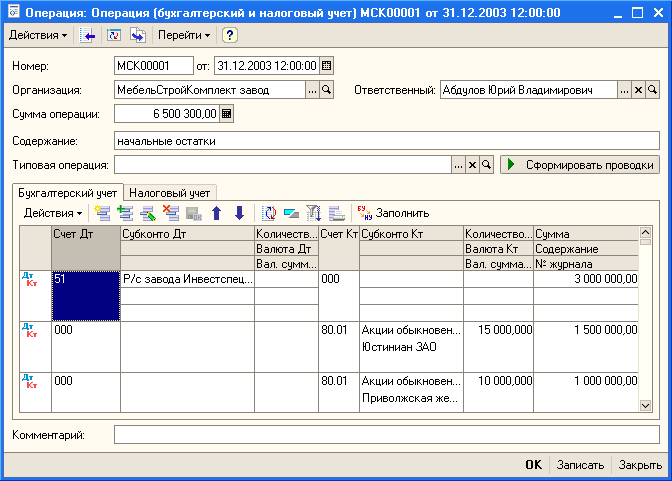 Операция: Операция (бухгалтерский и налоговый учет) МСК00001 от 31.12.2003 12:00:00
Действия Перейти ?
Номер: МСК00001 от: 31.12.2003 12:00:00
Организация: МебельСтройКомплект завод ... Ответственный: Абдулов Юрий Владимирович ...
Сумма операции: 6 500 300,00
Содержание: начальные остатки
Типовая операция: ... Сформировать проводки
Бухгалтерский учет Налоговый учет
Действия БУ НУ Заполнить
Счет Дт Субконто Дт Количеств... Счет Кт Субконто Кт Количество... Сумма
Валюта Дт Валюта Кт Содержание
Вал. сумм... Вал. сумма... № журнала
Дт Кт 51 Р/с завода Инвестспец... 000 3 000 000,00
Дт Кт 000 80.01 Акции обыкновен... 15 000,000 1 500 000,00
Юстиниан ЗАО
Дт Кт 000 80.01 Акции обыкновен... 10 000,000 1 000 000,00
Приволжская же...
Комментарий:
OK Записать Закрыть